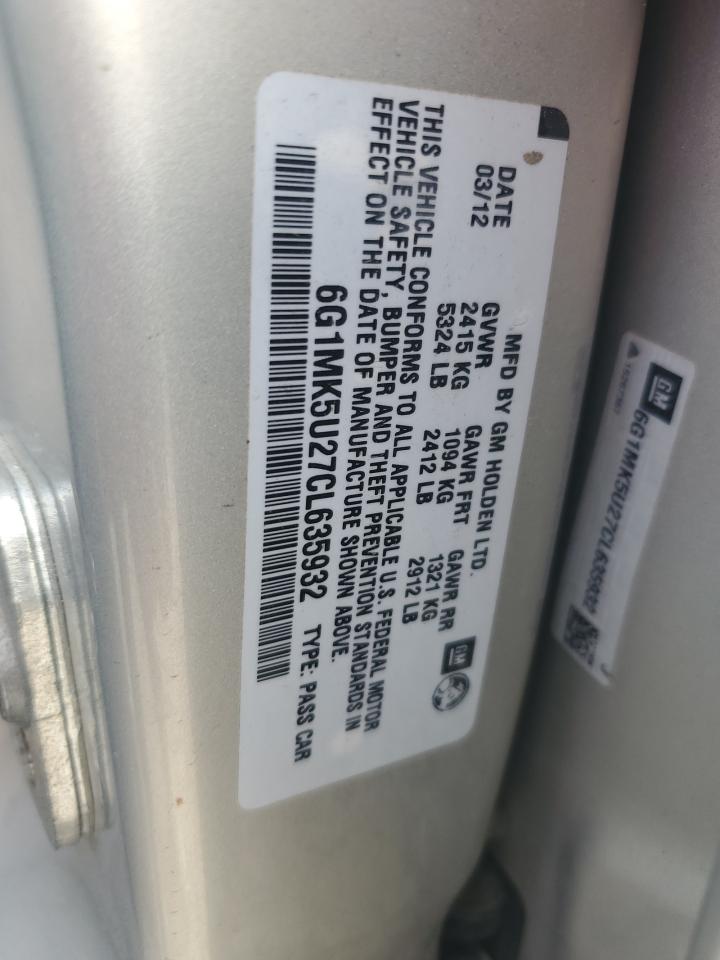 MFD BY GM HOLDEN LTD.
DATE GVWR GAWR FRT GAWR RR
03/12 2415 KG 1094 KG 1321 KG
5324 LB 2412 LB 2912 LB
THIS VEHICLE CONFORMS TO ALL APPLICABLE U.S. FEDERAL MOTOR
VEHICLE SAFETY, BUMPER AND THEFT PREVENTION STANDARDS IN
EFFECT ON THE DATE OF MANUFACTURE SHOWN ABOVE.
6G1MK5U27CL635932 TYPE: PASS CAR
GM
GM
6G1MK5U27CL635932